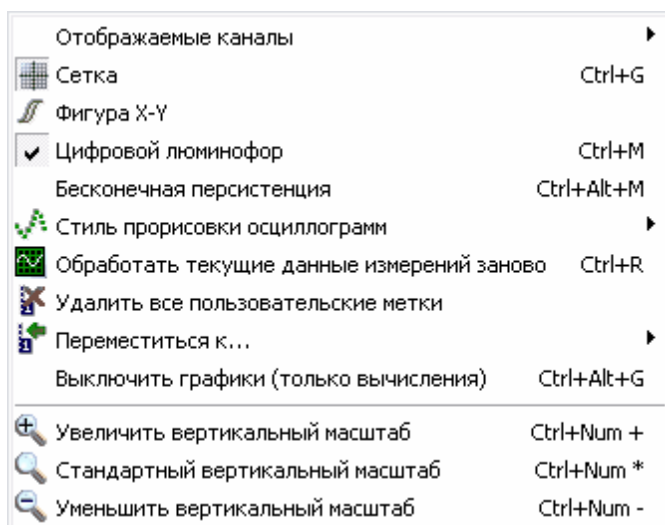 Отображаемые каналы
Сетка Ctrl+G
Фигура X-Y
Цифровой люминофор Ctrl+M
Бесконечная персистенция Ctrl+Alt+M
Стиль прорисовки осциллограмм
Обработать текущие данные измерений заново Ctrl+R
Удалить все пользовательские метки
Переместиться к...
Выключить графики (только вычисления) Ctrl+Alt+G
Увеличить вертикальный масштаб Ctrl+Num +
Стандартный вертикальный масштаб Ctrl+Num *
Уменьшить вертикальный масштаб Ctrl+Num -